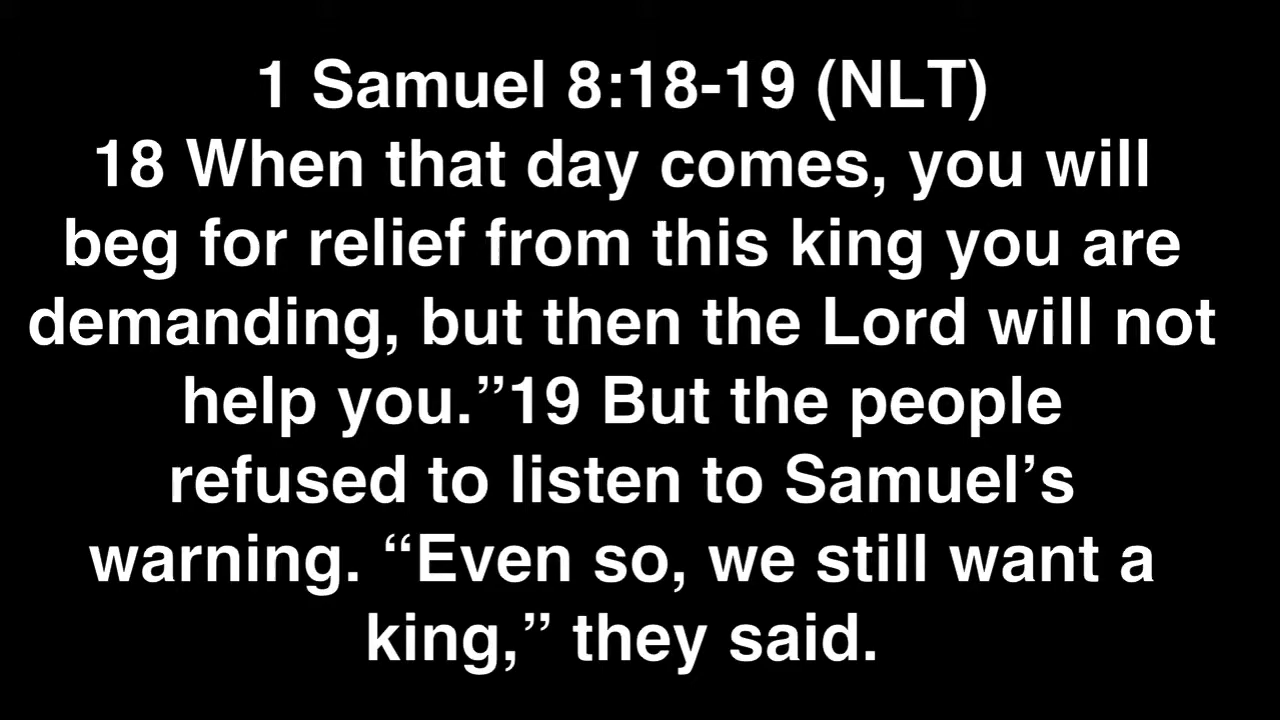 1 Samuel 8:18-19 (NLT)
18 When that day comes, you will
beg for relief from this king you are
demanding, but then the Lord will not
help you.”19 But the people
refused to listen to Samuel’s
warning. “Even so, we still want a
king,” they said.